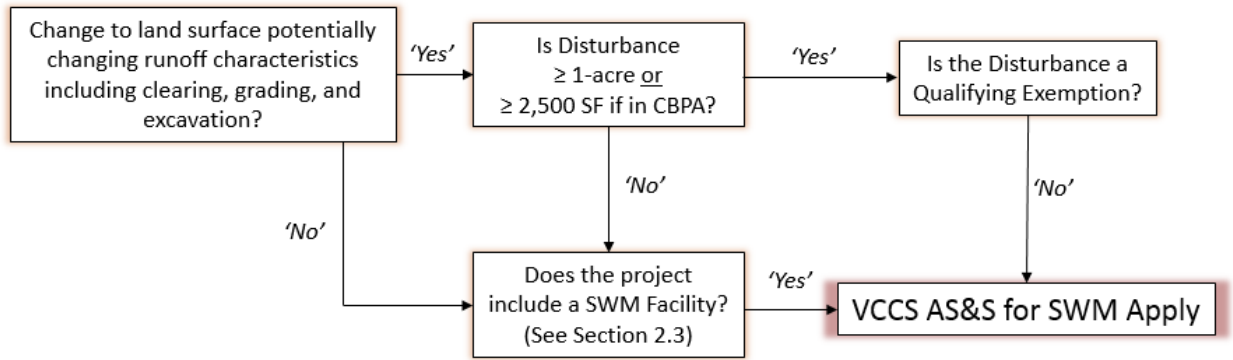 Change to land surface potentially
changing runoff characteristics
including clearing, grading, and
excavation?
‘Yes’
Is Disturbance
≥ 1-acre or
≥ 2,500 SF if in CBPA?
‘Yes’
Is the Disturbance a
Qualifying Exemption?
‘No’
‘No’
‘No’
Does the project
include a SWM Facility?
(See Section 2.3)
‘Yes’
VCCS AS&S for SWM Apply